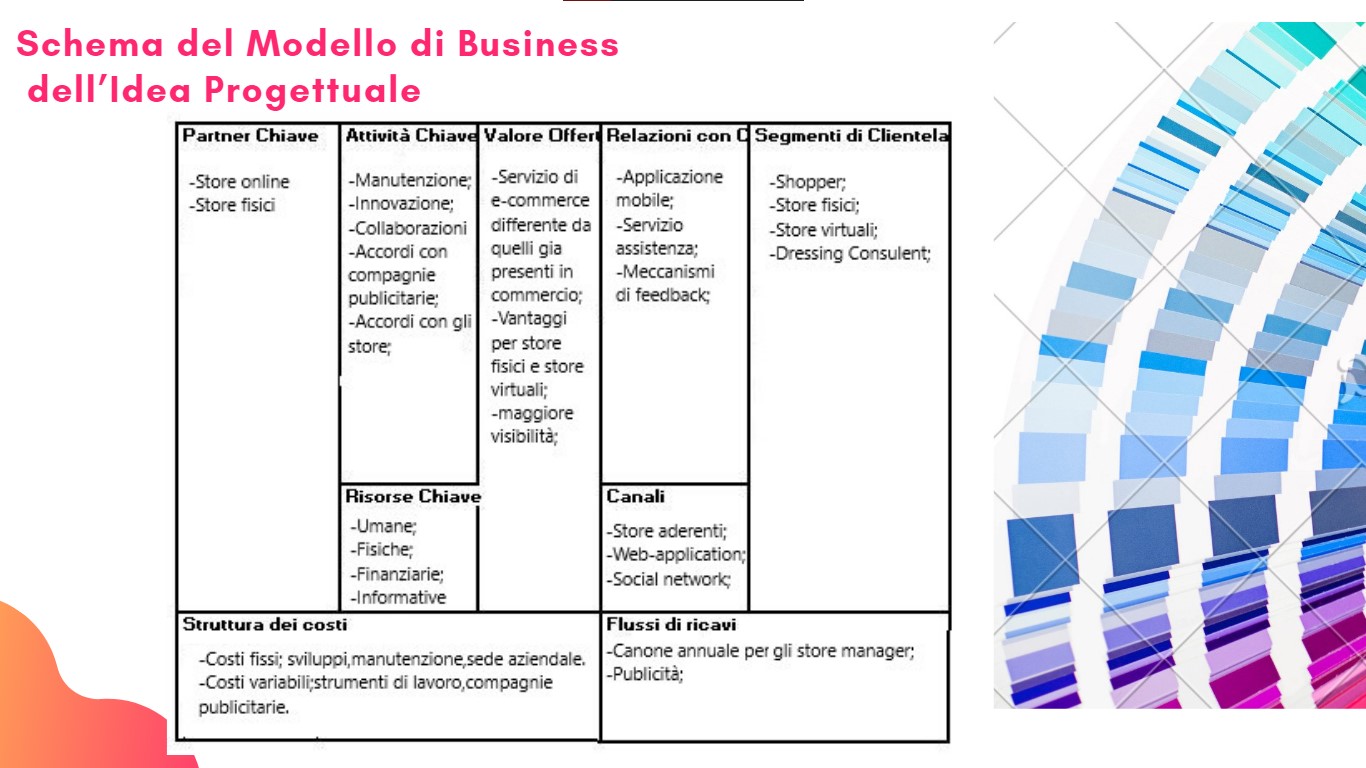 Schema del Modello di Business
dell'Idea Progettuale
Partner Chiave
-Store online
-Store fisici
Attività Chiave
-Manutenzione;
-Innovazione;
-Collaborazioni
-Accordi con
compagnie
publicitarie;
-Accordi con gli
store;
Risorse Chiave
-Umane;
-Fisiche;
-Finanziarie;
-Informative
Valore Offert
-Servizio di
e-commerce
differente da
quelli gia
presenti in
commercio;
-Vantaggi
per store
fisici e store
virtuali;
-maggiore
visibilità;
Relazioni con C
-Applicazione
mobile;
-Servizio
assistenza;
-Meccanismi
di feedback;
Canali
-Store aderenti;
-Web-application;
-Social network;
Segmenti di Clientela
-Shopper;
-Store fisici;
-Store virtuali;
-Dressing Consulent;
Struttura dei costi
-Costi fissi; sviluppi,manutenzione,sede aziendale.
-Costi variabili;strumenti di lavoro,compagnie
publicitarie.
Flussi di ricavi
-Canone annuale per gli store manager;
-Publicità;